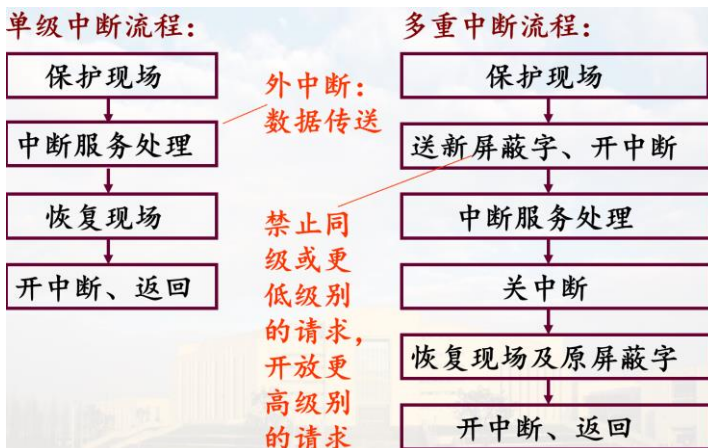 单级中断流程：
保护现场
中断服务处理
恢复现场
开中断、返回
外中断：
数据传送
禁止同
级或更
低级别
的请求，
开放更
高级别
的请求
多重中断流程：
保护现场
送新屏蔽字、开中断
中断服务处理
关中断
恢复现场及原屏蔽字
开中断、返回